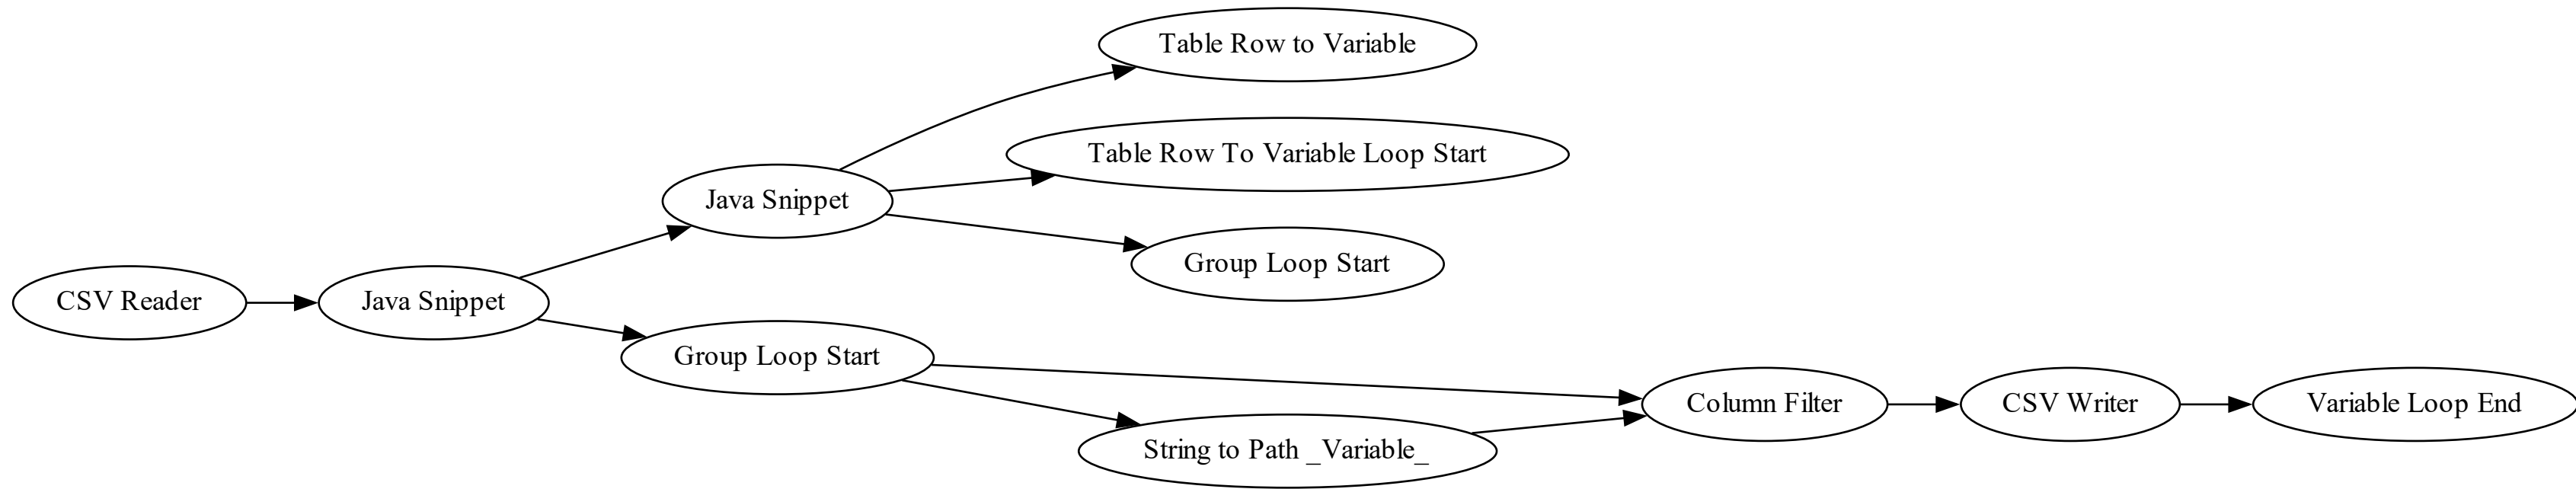 Table Row to Variable
Table Row To Variable Loop Start
Java Snippet
Group Loop Start
CSV Reader
Java Snippet
Group Loop Start
Column Filter
CSV Writer
Variable Loop End
String to Path _Variable_